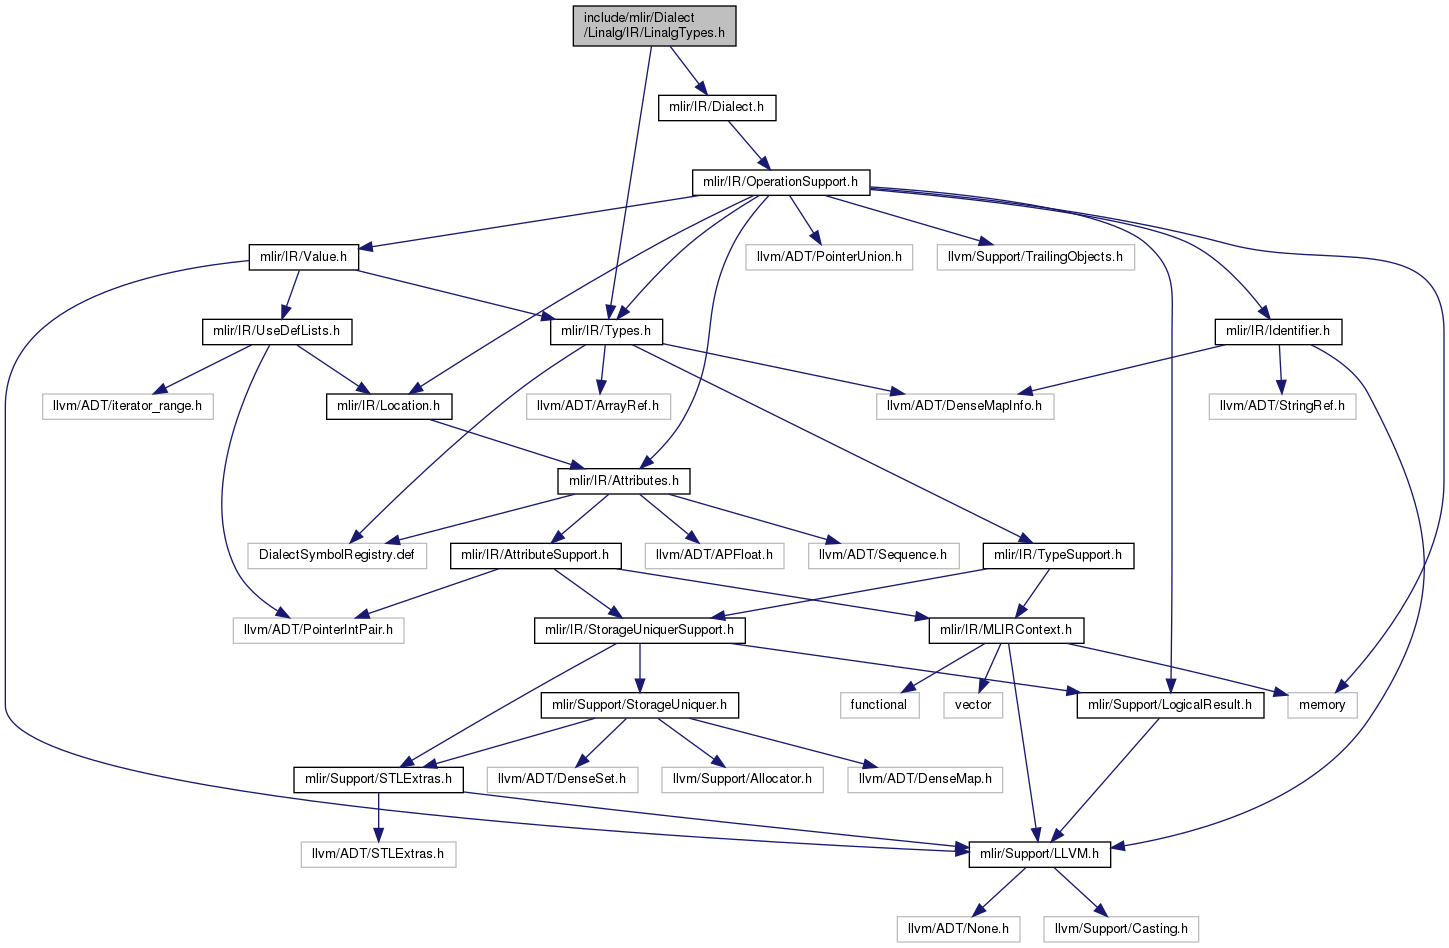 include/mlir/Dialect
/Linalg/IR/LinalgTypes.h
mlir/IR/Dialect.h
mlir/IR/OperationSupport.h
mlir/IR/Value.h
llvm/ADT/PointerUnion.h
llvm/Support/TrailingObjects.h
mlir/IR/UseDefLists.h
mlir/IR/Types.h
mlir/IR/Identifier.h
llvm/ADT/iterator_range.h
mlir/IR/Location.h
llvm/ADT/ArrayRef.h
llvm/ADT/DenseMapInfo.h
llvm/ADT/StringRef.h
mlir/IR/Attributes.h
DialectSymbolRegistry.def
mlir/IR/AttributeSupport.h
llvm/ADT/APFloat.h
llvm/ADT/Sequence.h
mlir/IR/TypeSupport.h
llvm/ADT/PointerIntPair.h
mlir/IR/StorageUniquerSupport.h
mlir/IR/MLIRContext.h
mlir/Support/StorageUniquer.h
functional
vector
mlir/Support/LogicalResult.h
memory
mlir/Support/STLExtras.h
llvm/ADT/DenseSet.h
llvm/Support/Allocator.h
llvm/ADT/DenseMap.h
llvm/ADT/STLExtras.h
mlir/Support/LLVM.h
llvm/ADT/None.h
llvm/Support/Casting.h